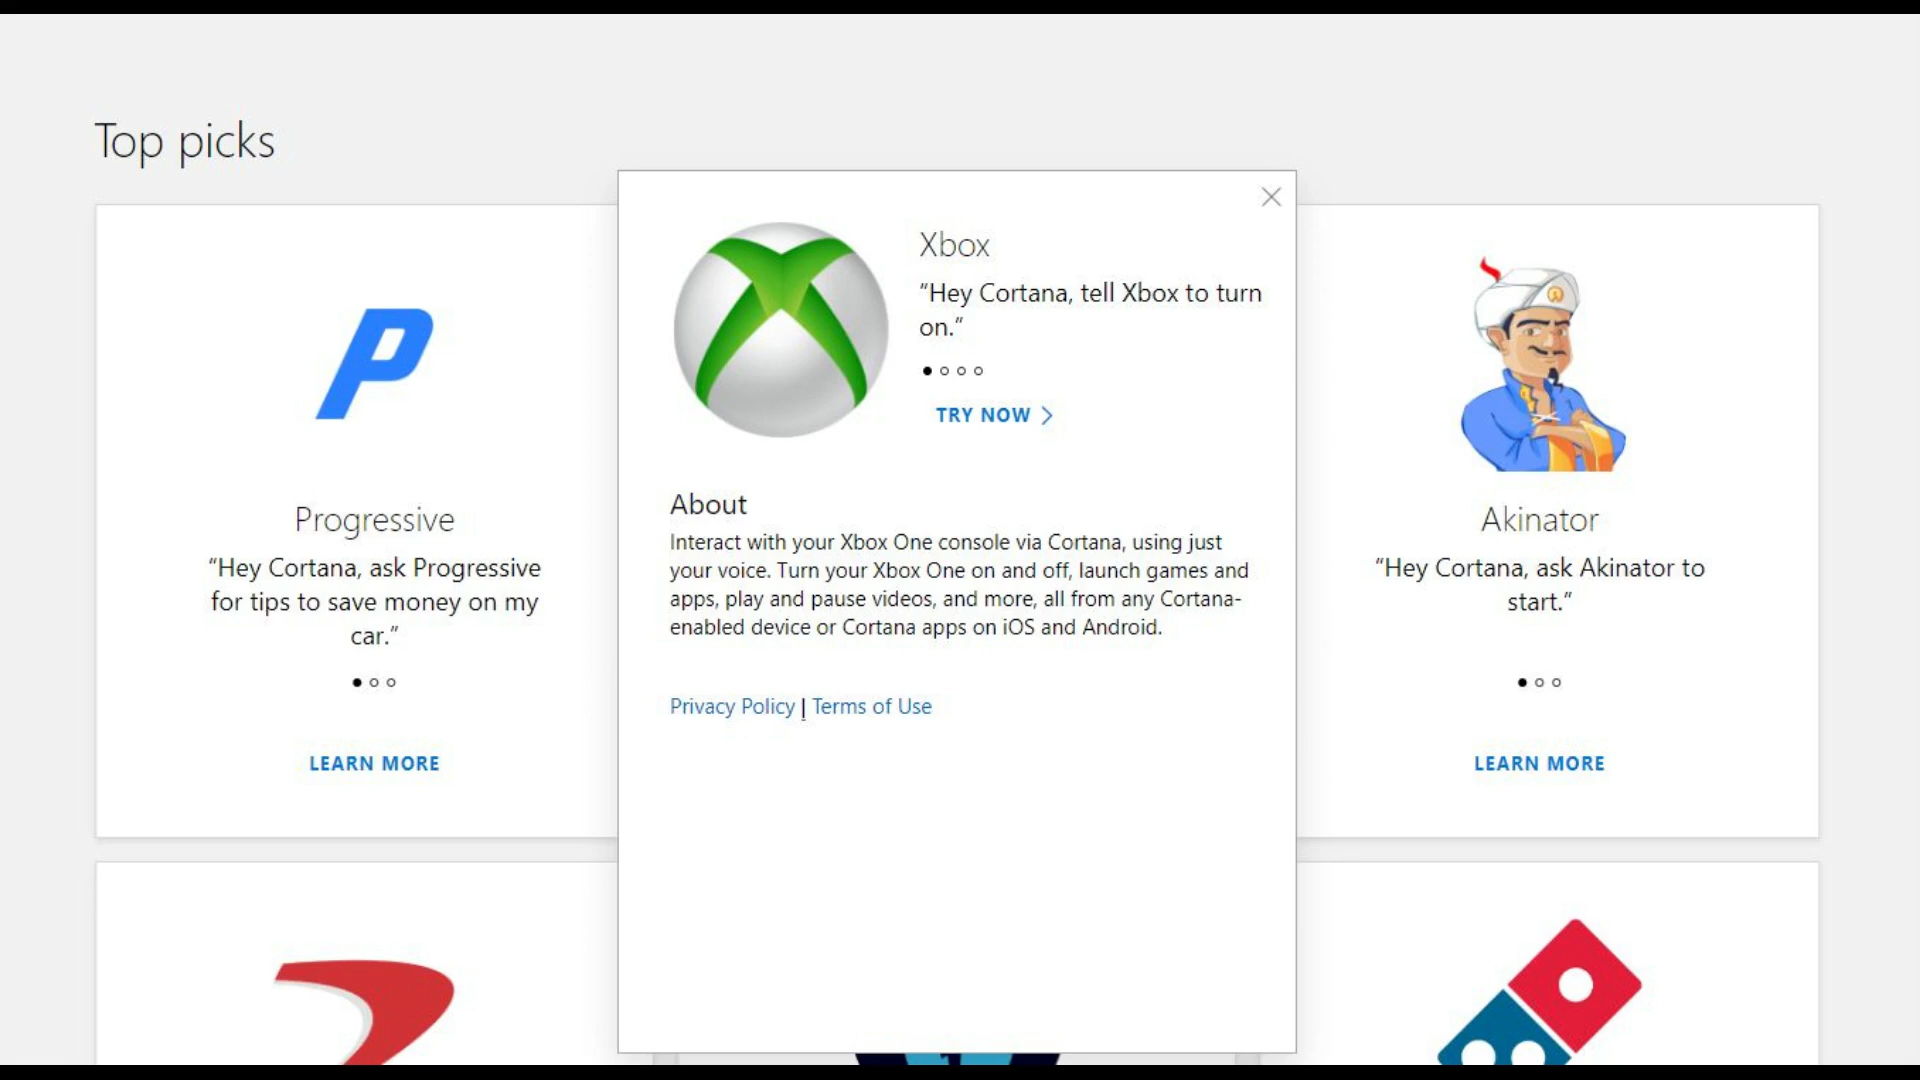 Top picks
Progressive
“Hey Cortana, ask Progressive
for tips to save money on my
car.”
LEARN MORE
Xbox
“Hey Cortana, tell Xbox to turn
on.”
TRY NOW
About
Interact with your Xbox One console via Cortana, using just
your voice. Turn your Xbox One on and off, launch games and
apps, play and pause videos, and more, all from any Cortana-
enabled device or Cortana apps on iOS and Android.
Privacy Policy | Terms of Use
Akinator
“Hey Cortana, ask Akinator to
start.”
LEARN MORE